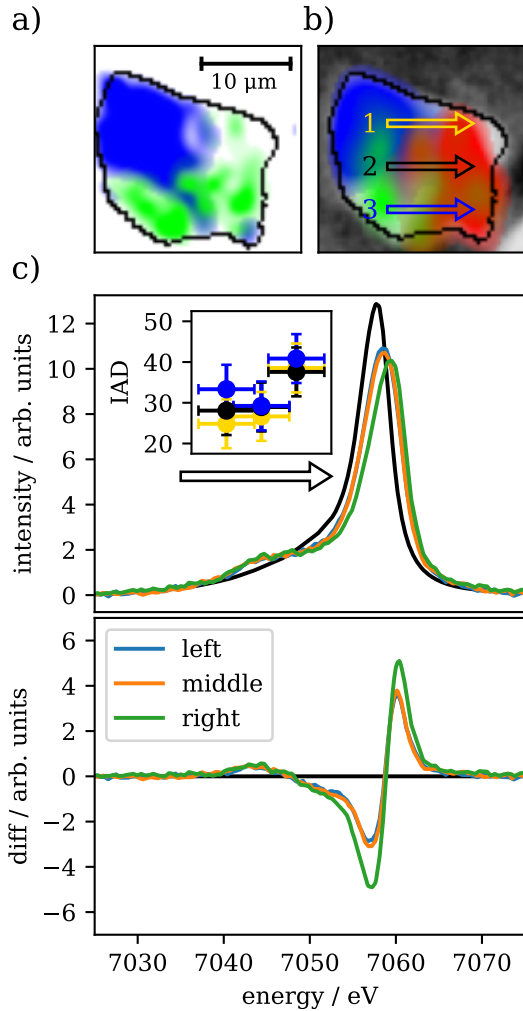 a)
b)
10 µm
1
2
3
c)
intensity / arb. units
12
10
8
6
4
2
0
IAD
50
40
30
20
diff / arb. units
6
4
2
0
−2
−4
−6
left
middle
right
7030
7040
7050
7060
7070
energy / eV